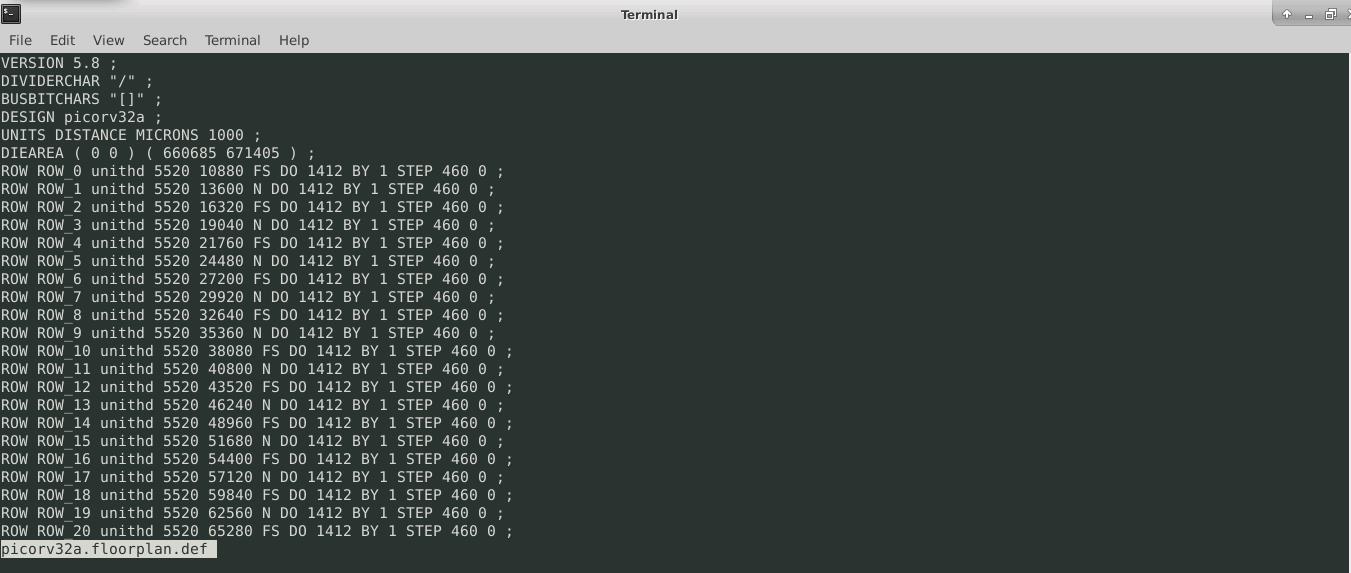 Terminal
File Edit View Search Terminal Help
VERSION 5.8 ;
DIVIDERCHAR "/" ;
BUSBITCHARS "[]" ;
DESIGN picorv32a ;
UNITS DISTANCE MICRONS 1000 ;
DIEAREA ( 0 0 ) ( 660685 671405 ) ;
ROW ROW_0 unithd 5520 10880 FS DO 1412 BY 1 STEP 460 0 ;
ROW ROW_1 unithd 5520 13600 N DO 1412 BY 1 STEP 460 0 ;
ROW ROW_2 unithd 5520 16320 FS DO 1412 BY 1 STEP 460 0 ;
ROW ROW_3 unithd 5520 19040 N DO 1412 BY 1 STEP 460 0 ;
ROW ROW_4 unithd 5520 21760 FS DO 1412 BY 1 STEP 460 0 ;
ROW ROW_5 unithd 5520 24480 N DO 1412 BY 1 STEP 460 0 ;
ROW ROW_6 unithd 5520 27200 FS DO 1412 BY 1 STEP 460 0 ;
ROW ROW_7 unithd 5520 29920 N DO 1412 BY 1 STEP 460 0 ;
ROW ROW_8 unithd 5520 32640 FS DO 1412 BY 1 STEP 460 0 ;
ROW ROW_9 unithd 5520 35360 N DO 1412 BY 1 STEP 460 0 ;
ROW ROW_10 unithd 5520 38080 FS DO 1412 BY 1 STEP 460 0 ;
ROW ROW_11 unithd 5520 40800 N DO 1412 BY 1 STEP 460 0 ;
ROW ROW_12 unithd 5520 43520 FS DO 1412 BY 1 STEP 460 0 ;
ROW ROW_13 unithd 5520 46240 N DO 1412 BY 1 STEP 460 0 ;
ROW ROW_14 unithd 5520 48960 FS DO 1412 BY 1 STEP 460 0 ;
ROW ROW_15 unithd 5520 51680 N DO 1412 BY 1 STEP 460 0 ;
ROW ROW_16 unithd 5520 54400 FS DO 1412 BY 1 STEP 460 0 ;
ROW ROW_17 unithd 5520 57120 N DO 1412 BY 1 STEP 460 0 ;
ROW ROW_18 unithd 5520 59840 FS DO 1412 BY 1 STEP 460 0 ;
ROW ROW_19 unithd 5520 62560 N DO 1412 BY 1 STEP 460 0 ;
ROW ROW_20 unithd 5520 65280 FS DO 1412 BY 1 STEP 460 0 ;
picorv32a.floorplan.def